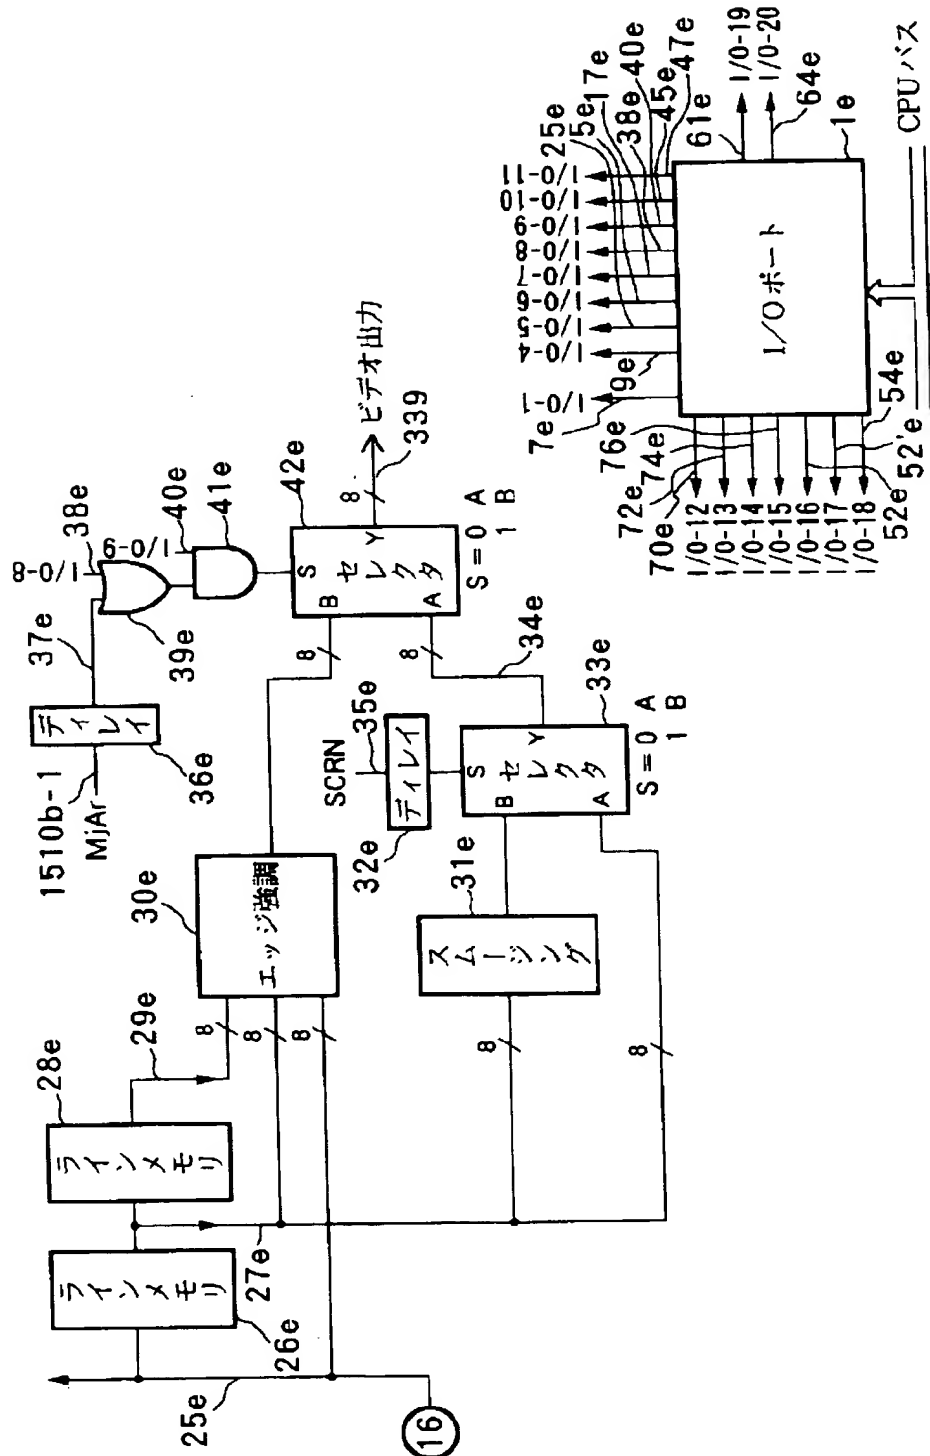 16
25e
ラインメモリ
26e
27e
ラインメモリ
28e
29e
8
8
8
エッジ強調
30e
8
スムージング
31e
8
1510b-1
MjAr
ディレイ
36e
37e
I/O-8
38e
39e
I/O-9
40e
41e
SCRN
35e
ディレイ
32e
S
B
セレクタ
Y
A
33e
S=0 A
1 B
34e
8
8
S
B
セレクタ
Y
A
42e
S=0 A
1 B
8
ビデオ出力
339
I/Oポート
1e
CPUバス
7e
I/O-1
9e
I/O-4
I/O-5
I/O-6
I/O-7
I/O-8
I/O-9
I/O-10
I/O-11
25e
5e
17e
38e
40e
45e
47e
61e
I/O-19
I/O-20
64e
70e
72e
74e
76e
I/O-12
I/O-13
I/O-14
I/O-15
I/O-16
I/O-17
I/O-18
52e
52'e
54e